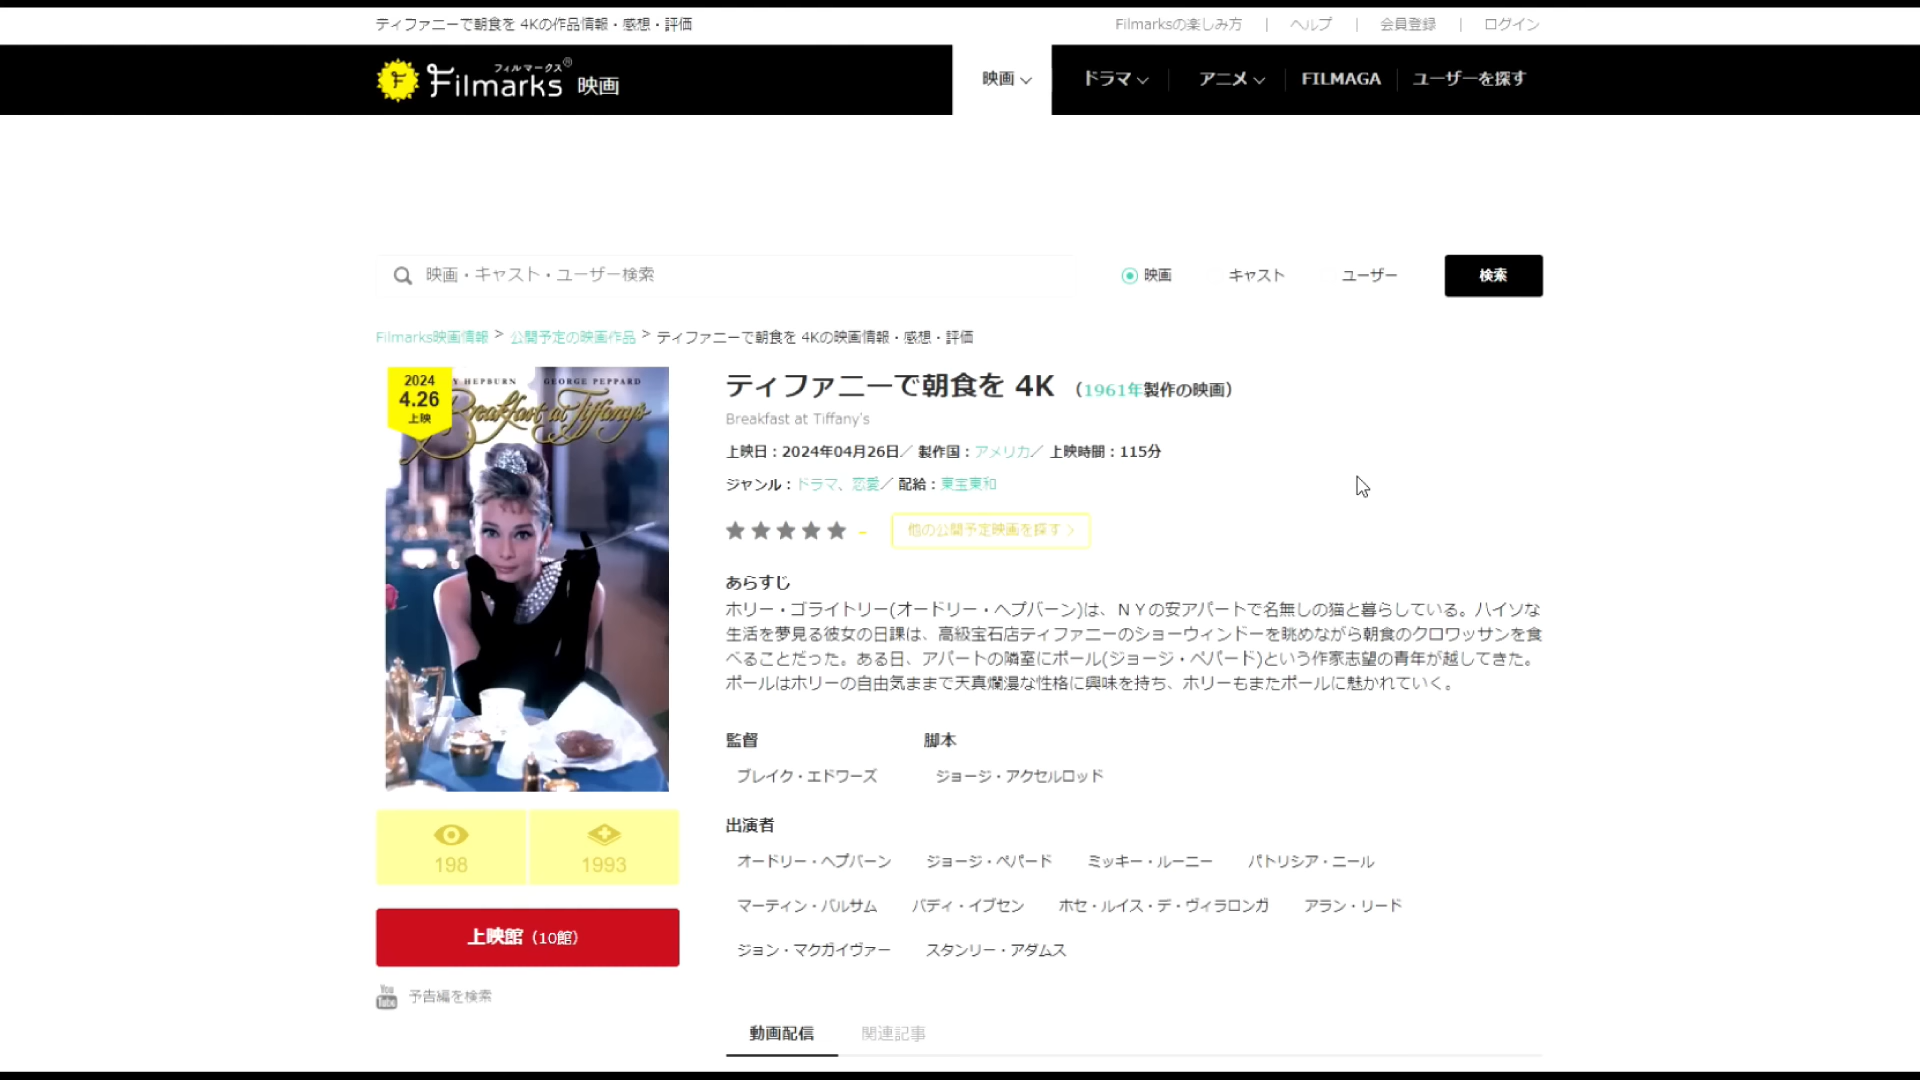 ティファニーで朝食を 4Kの作品情報・感想・評価
Filmarksの楽しみ方 | ヘルプ | 会員登録 | ログイン
フィルマークス®
Filmarks 映画
映画 ドラマ アニメ FILMAGA ユーザーを探す
映画・キャスト・ユーザー検索
映画 キャスト ユーザー 検索
Filmarks映画情報 > 公開予定の映画作品 > ティファニーで朝食を 4Kの映画情報・感想・評価
2024
4.26
上映
Y HEPBURN GEORGE PEPPARD
Breakfast at Tiffany's
ティファニーで朝食を 4K （1961年製作の映画）
Breakfast at Tiffany's
上映日：2024年04月26日／ 製作国：アメリカ／ 上映時間：115分
ジャンル：ドラマ、恋愛／ 配給：東宝東和
★★★★★ - 他の公開予定映画を探す >
あらすじ
ホリー・ゴライトリー(オードリー・ヘプバーン)は、ＮＹの安アパートで名無しの猫と暮らしている。ハイソな
生活を夢見る彼女の日課は、高級宝石店ティファニーのショーウィンドーを眺めながら朝食のクロワッサンを食
べることだった。ある日、アパートの隣室にポール(ジョージ・ペパード)という作家志望の青年が越してきた。
ポールはホリーの自由気ままで天真爛漫な性格に興味を持ち、ホリーもまたポールに魅かれていく。
監督 脚本
ブレイク・エドワーズ ジョージ・アクセルロッド
出演者
オードリー・ヘプバーン ジョージ・ペパード ミッキー・ルーニー パトリシア・ニール
マーティン・バルサム バディ・イブセン ホセ・ルイス・デ・ヴィラロンガ アラン・リード
ジョン・マクガイヴァー スタンリー・アダムス
198 1993
上映館（10館）
You
Tube
予告編を検索
動画配信 関連記事